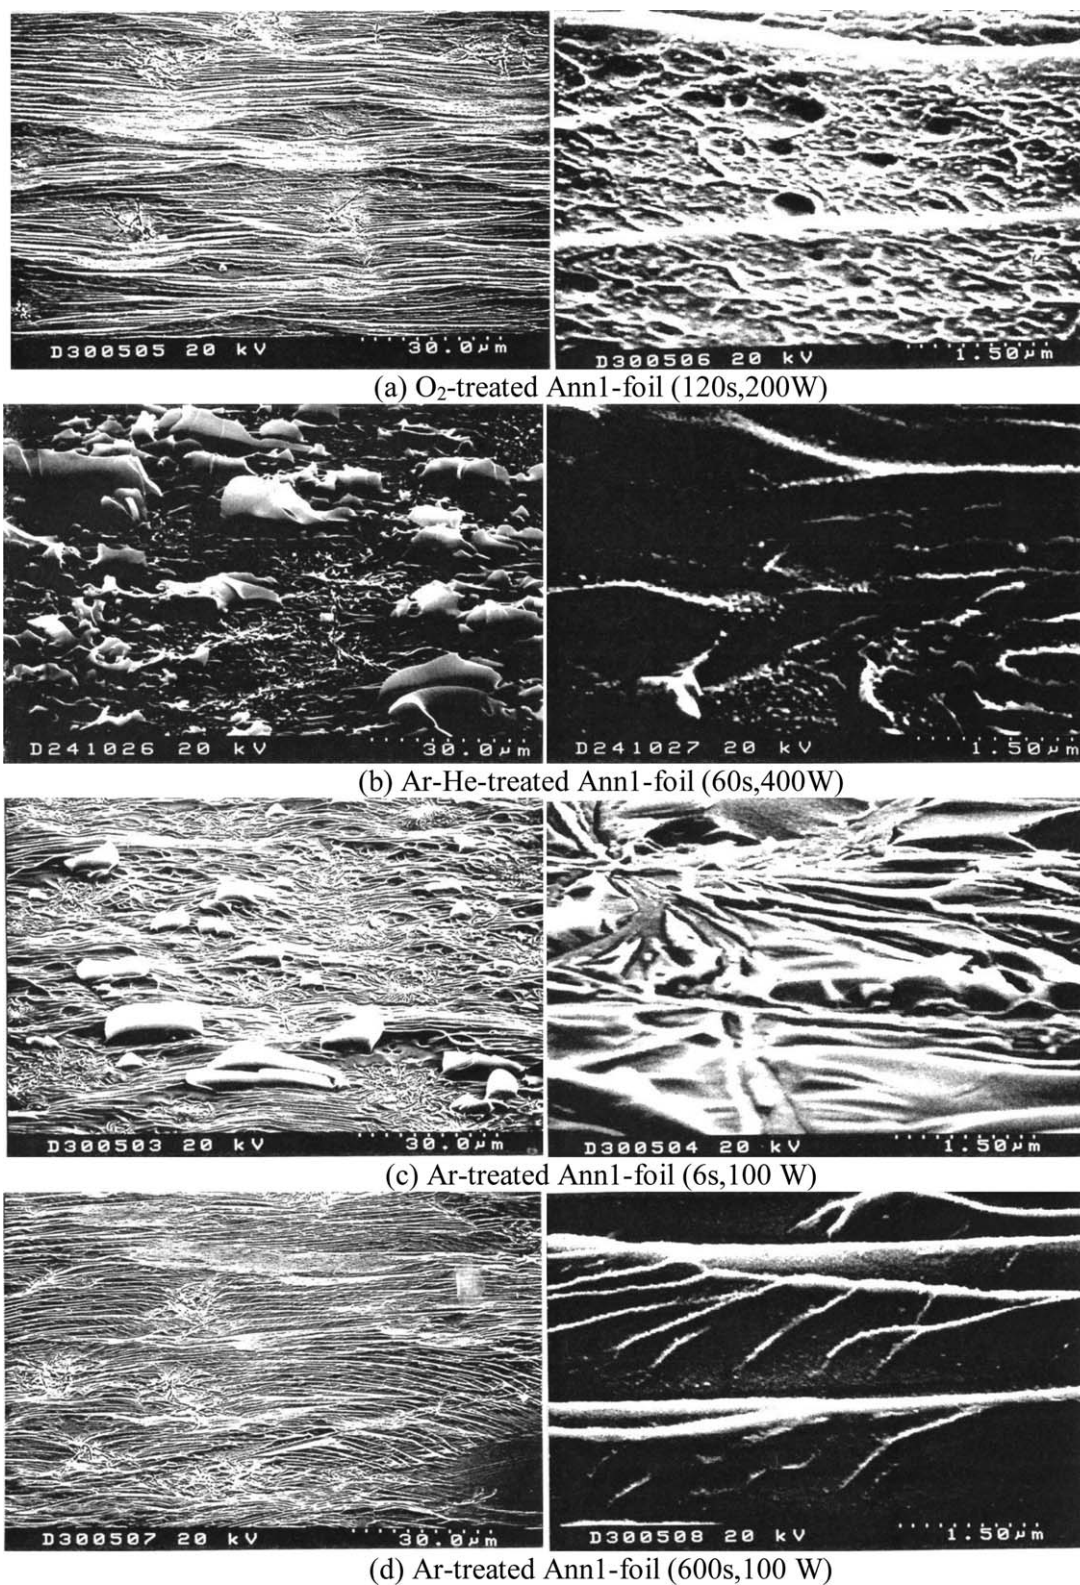 D300505 20 kV 30.0μm
D300506 20 kV 1.50μm
(a) O₂-treated Ann1-foil (120s,200W)
D241026 20 kV 30.0μm
D241027 20 kV 1.50μm
(b) Ar-He-treated Ann1-foil (60s,400W)
D300503 20 kV 30.0μm
D300504 20 kV 1.50μm
(c) Ar-treated Ann1-foil (6s,100 W)
D300507 20 kV 30.0μm
D300508 20 kV 1.50μm
(d) Ar-treated Ann1-foil (600s,100 W)